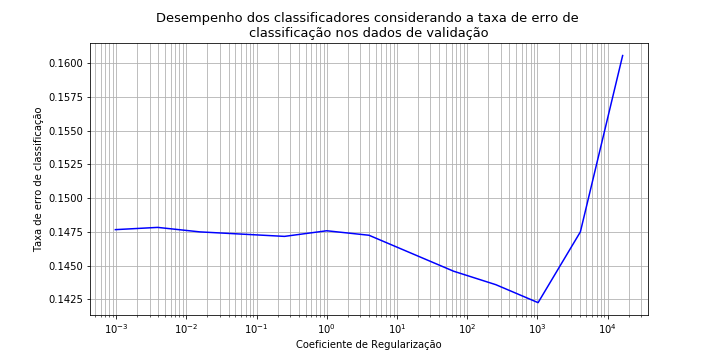 Desempenho dos classificadores considerando a taxa de erro de
classificação nos dados de validação
0.1600
0.1575
0.1550
0.1525
0.1500
0.1475
0.1450
0.1425
Taxa de erro de classificação
10⁻³ 10⁻² 10⁻¹ 10⁰ 10¹ 10² 10³ 10⁴
Coeficiente de Regularização